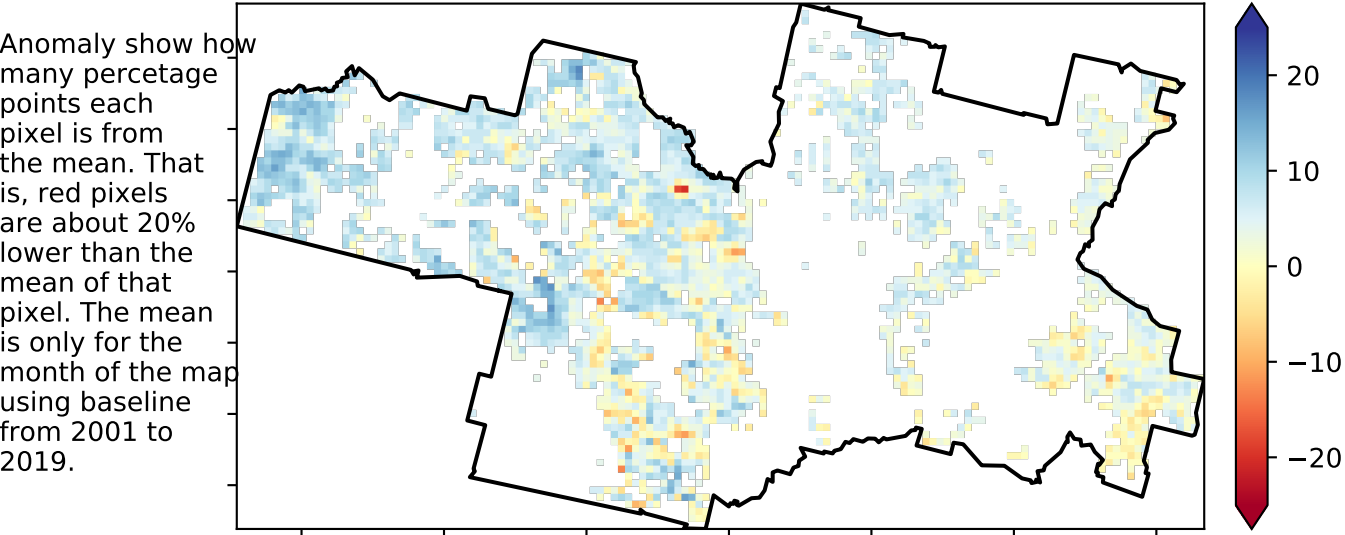 Anomaly show how
many percetage
points each
pixel is from
the mean. That
is, red pixels
are about 20%
lower than the
mean of that
pixel. The mean
is only for the
month of the map
using baseline
from 2001 to
2019.
20
10
0
−10
−20